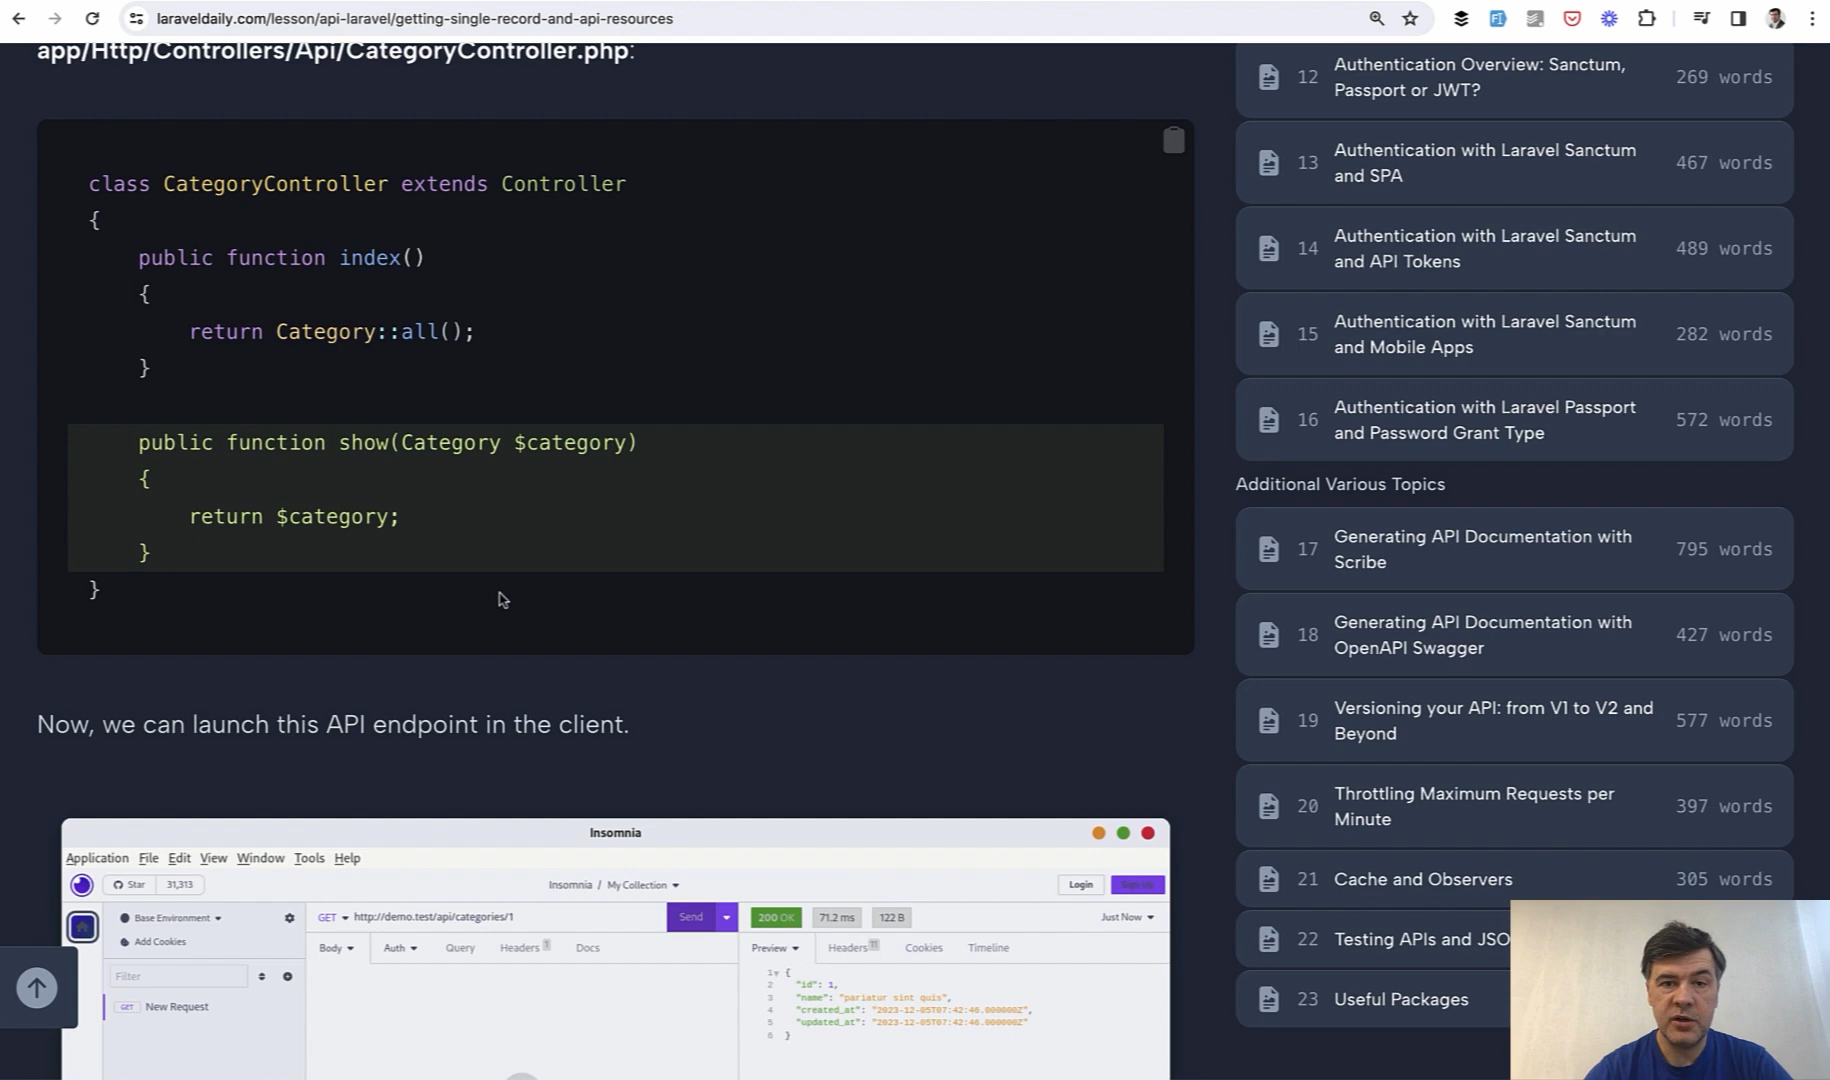 laraveldaily.com/lesson/api-laravel/getting-single-record-and-api-resources
app/Http/Controllers/Api/CategoryController.php:
class CategoryController extends Controller
{
public function index()
{
return Category::all();
}
public function show(Category $category)
{
return $category;
}
}
Now, we can launch this API endpoint in the client.
Insomnia
Application File Edit View Window Tools Help
Star 31,313
Insomnia / My Collection
Login
Sign Up
Base Environment
Add Cookies
Filter
GET New Request
GET http://demo.test/api/categories/1
Send
Body Auth Query Headers 1 Docs
200 OK 71.2 ms 122 B
Just Now
Preview Headers 11 Cookies Timeline
1 {
2 "id": 1,
3 "name": "pariatur sint quis",
4 "created_at": "2023-12-05T07:42:46.000000Z",
5 "updated_at": "2023-12-05T07:42:46.000000Z"
6 }
12 Authentication Overview: Sanctum, Passport or JWT? 269 words
13 Authentication with Laravel Sanctum and SPA 467 words
14 Authentication with Laravel Sanctum and API Tokens 489 words
15 Authentication with Laravel Sanctum and Mobile Apps 282 words
16 Authentication with Laravel Passport and Password Grant Type 572 words
Additional Various Topics
17 Generating API Documentation with Scribe 795 words
18 Generating API Documentation with OpenAPI Swagger 427 words
19 Versioning your API: from V1 to V2 and Beyond 577 words
20 Throttling Maximum Requests per Minute 397 words
21 Cache and Observers 305 words
22 Testing APIs and JSO
23 Useful Packages